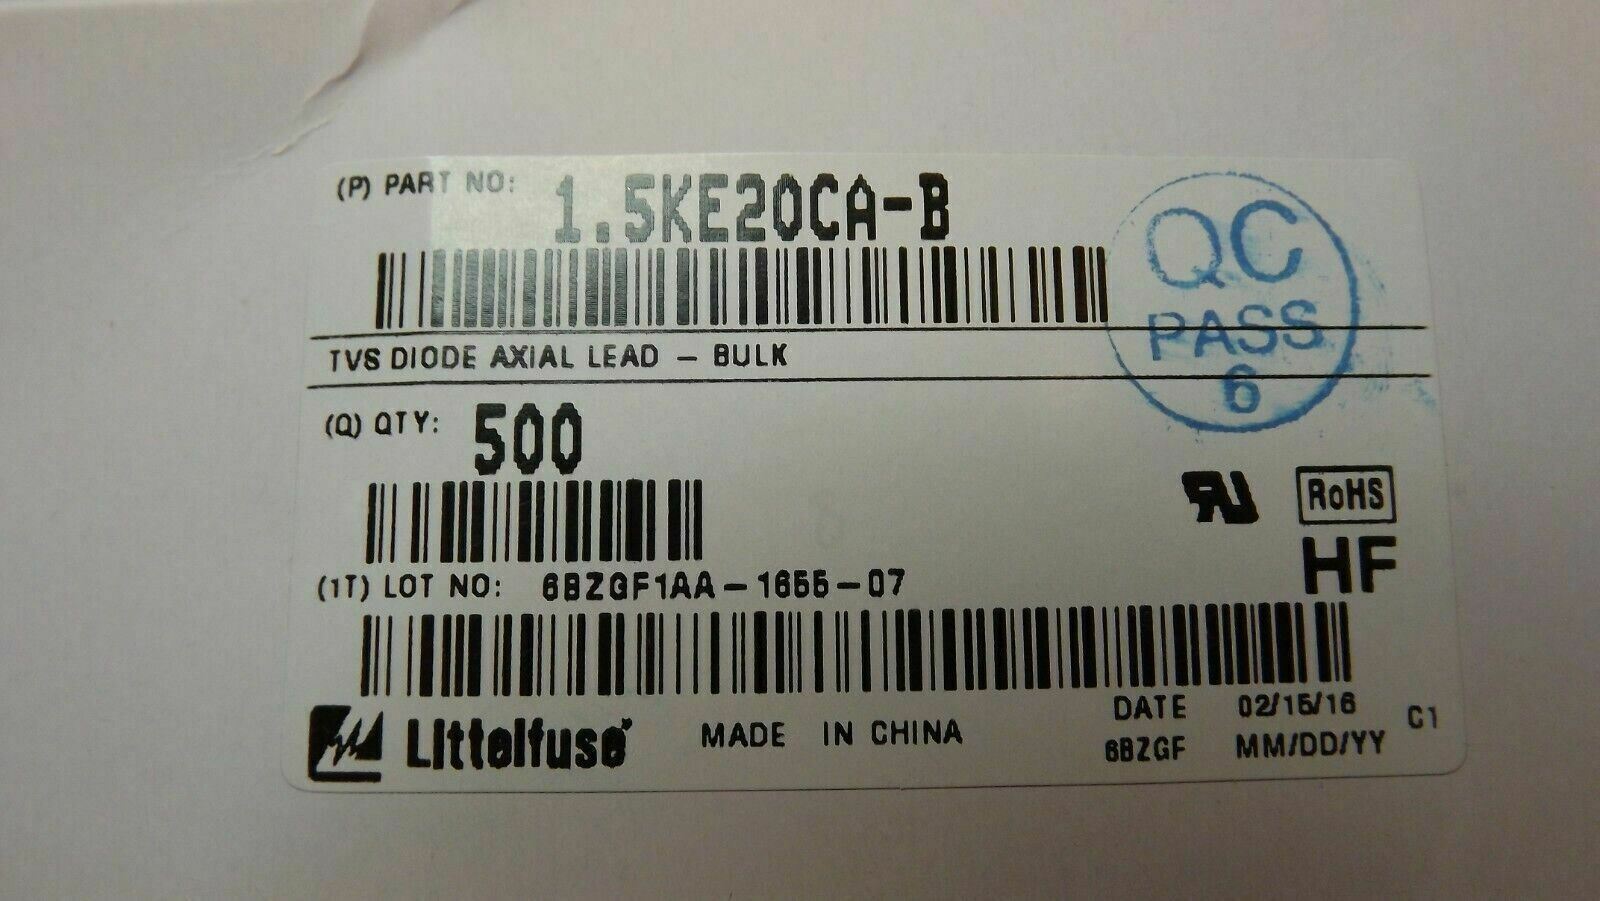 (P) PART NO: 1.5KE20CA-B
TVS DIODE AXIAL LEAD - BULK
QC
PASS
6
(Q) QTY: 500
RU
RoHS
HF
(1T) LOT NO: 6BZGF1AA-1655-07
Littelfuse
MADE IN CHINA
DATE 02/15/16
6BZGF MM/DD/YY
C1